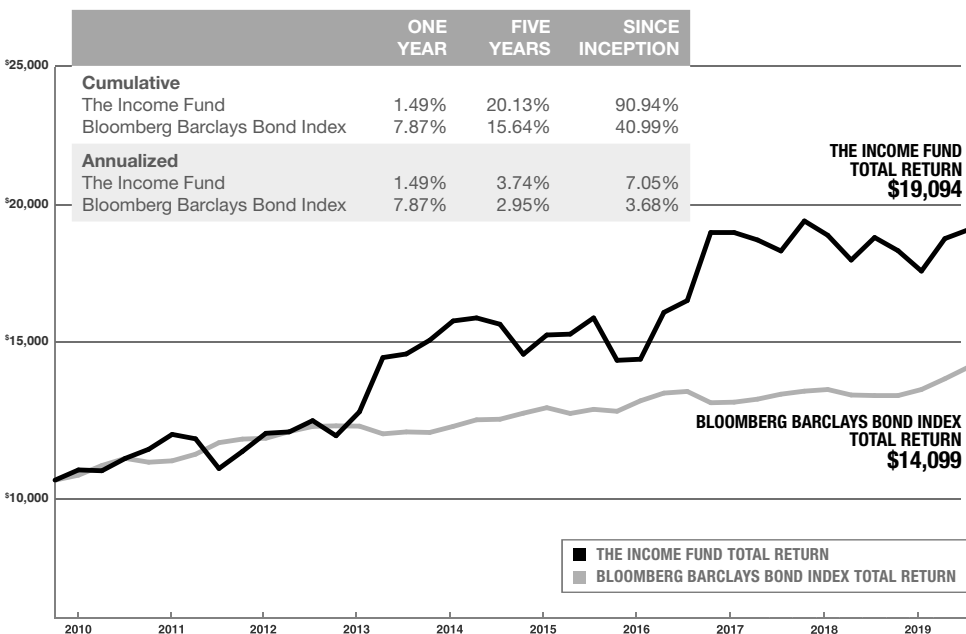 ONE YEAR FIVE YEARS SINCE INCEPTION
Cumulative
The Income Fund 1.49% 20.13% 90.94%
Bloomberg Barclays Bond Index 7.87% 15.64% 40.99%
Annualized
The Income Fund 1.49% 3.74% 7.05%
Bloomberg Barclays Bond Index 7.87% 2.95% 3.68%
$25,000
$20,000
$15,000
$10,000
THE INCOME FUND
TOTAL RETURN
$19,094
BLOOMBERG BARCLAYS BOND INDEX
TOTAL RETURN
$14,099
THE INCOME FUND TOTAL RETURN
BLOOMBERG BARCLAYS BOND INDEX TOTAL RETURN
2010 2011 2012 2013 2014 2015 2016 2017 2018 2019